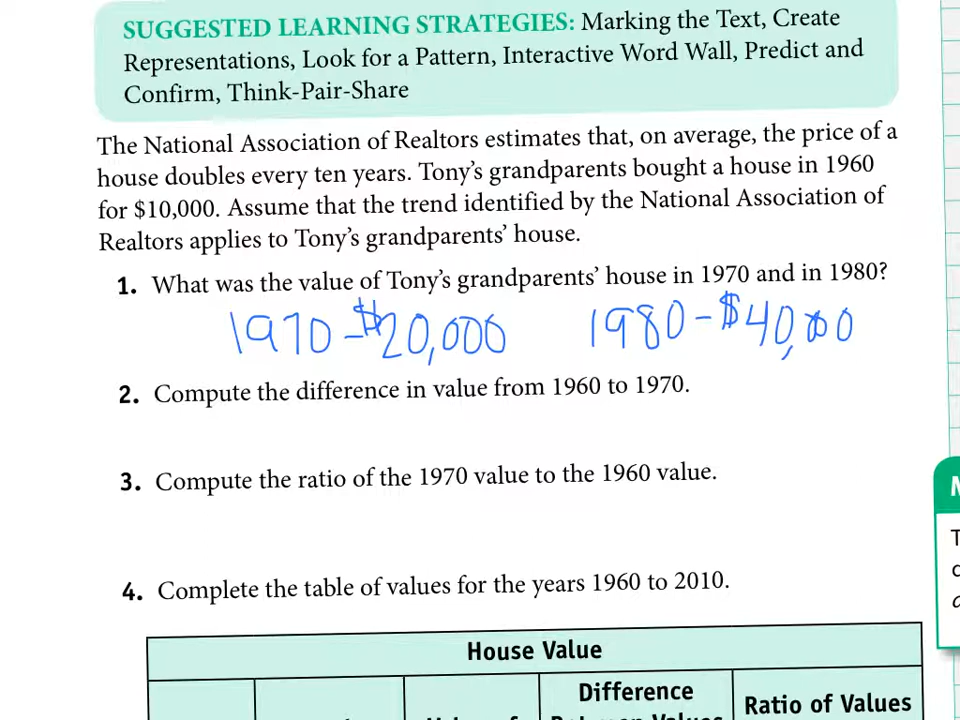 SUGGESTED LEARNING STRATEGIES: Marking the Text, Create
Representations, Look for a Pattern, Interactive Word Wall, Predict and
Confirm, Think-Pair-Share
The National Association of Realtors estimates that, on average, the price of a
house doubles every ten years. Tony's grandparents bought a house in 1960
for $10,000. Assume that the trend identified by the National Association of
Realtors applies to Tony's grandparents' house.
1. What was the value of Tony's grandparents' house in 1970 and in 1980?
1970 - $20,000 1980 - $40,000
2. Compute the difference in value from 1960 to 1970.
3. Compute the ratio of the 1970 value to the 1960 value.
4. Complete the table of values for the years 1960 to 2010.
House Value
Difference
Ratio of Values